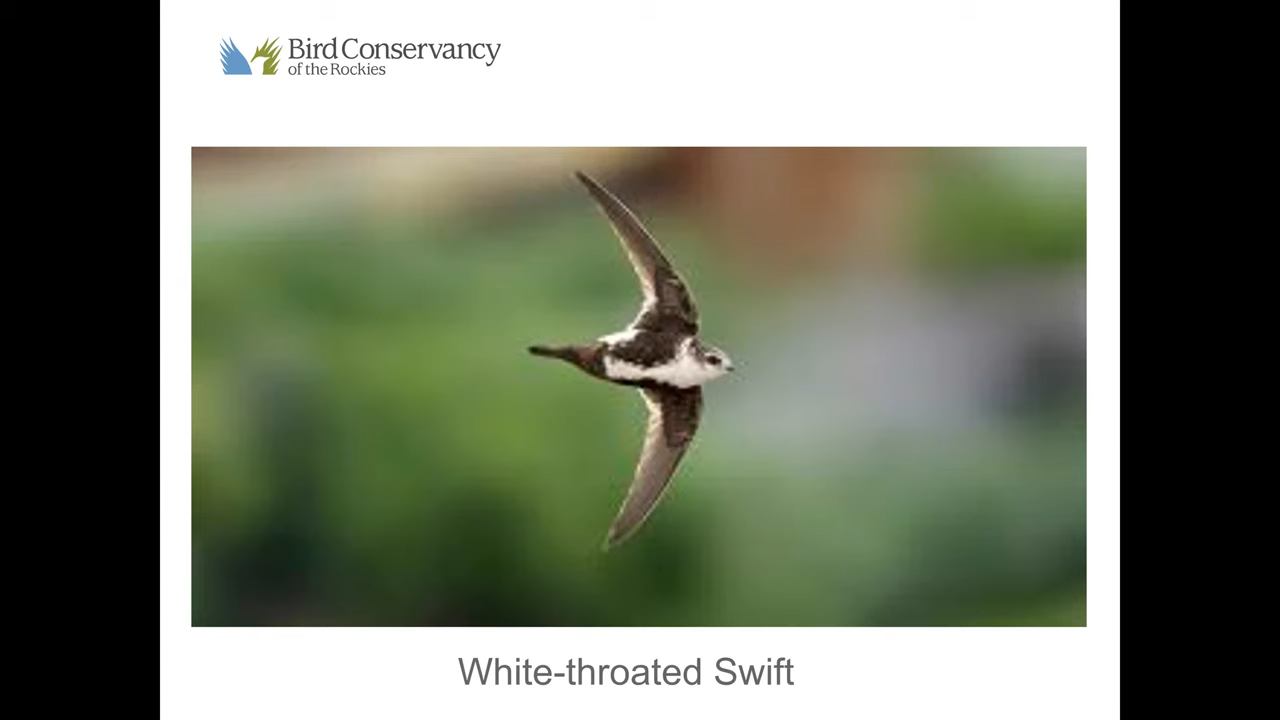 Bird Conservancy
of the Rockies
White-throated Swift